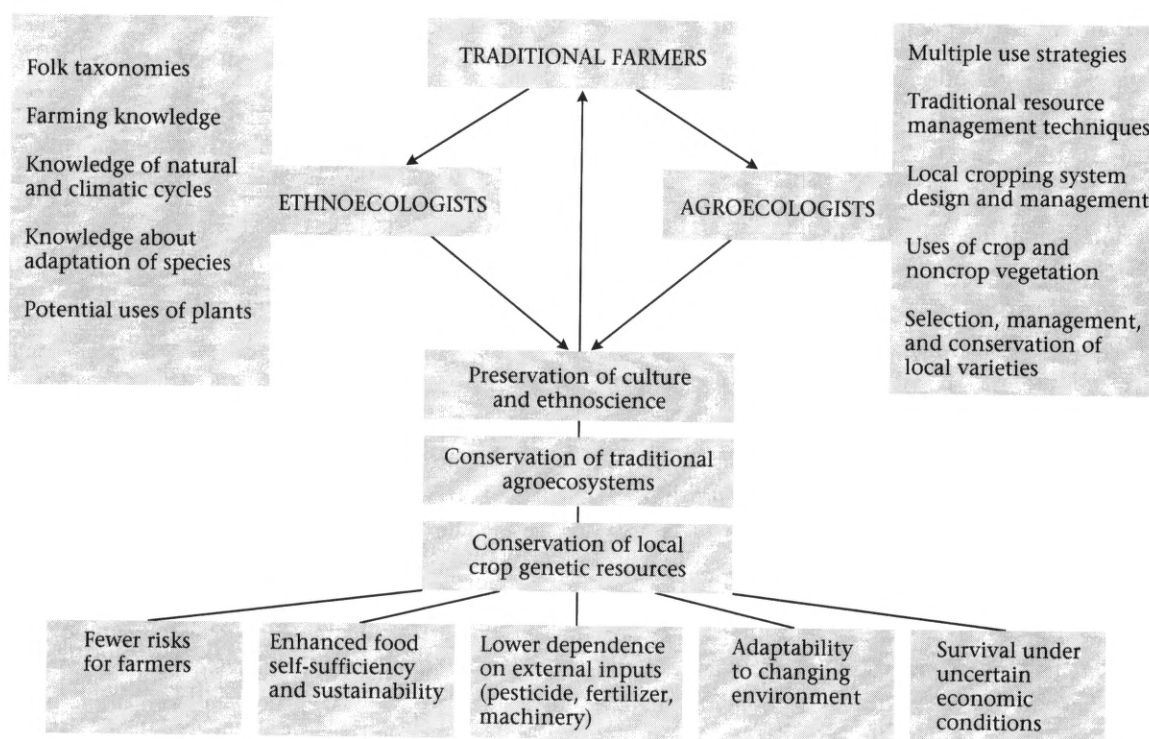 TRADITIONAL FARMERS
Folk taxonomies
Farming knowledge
Knowledge of natural
and climatic cycles
Knowledge about
adaptation of species
Potential uses of plants
ETHNOECOLOGISTS
AGROECOLOGISTS
Multiple use strategies
Traditional resource
management techniques
Local cropping system
design and management
Uses of crop and
noncrop vegetation
Selection, management,
and conservation of
local varieties
Preservation of culture
and ethnoscience
Conservation of traditional
agroecosystems
Conservation of local
crop genetic resources
Fewer risks
for farmers
Enhanced food
self-sufficiency
and sustainability
Lower dependence
on external inputs
(pesticide, fertilizer,
machinery)
Adaptability
to changing
environment
Survival under
uncertain
economic
conditions